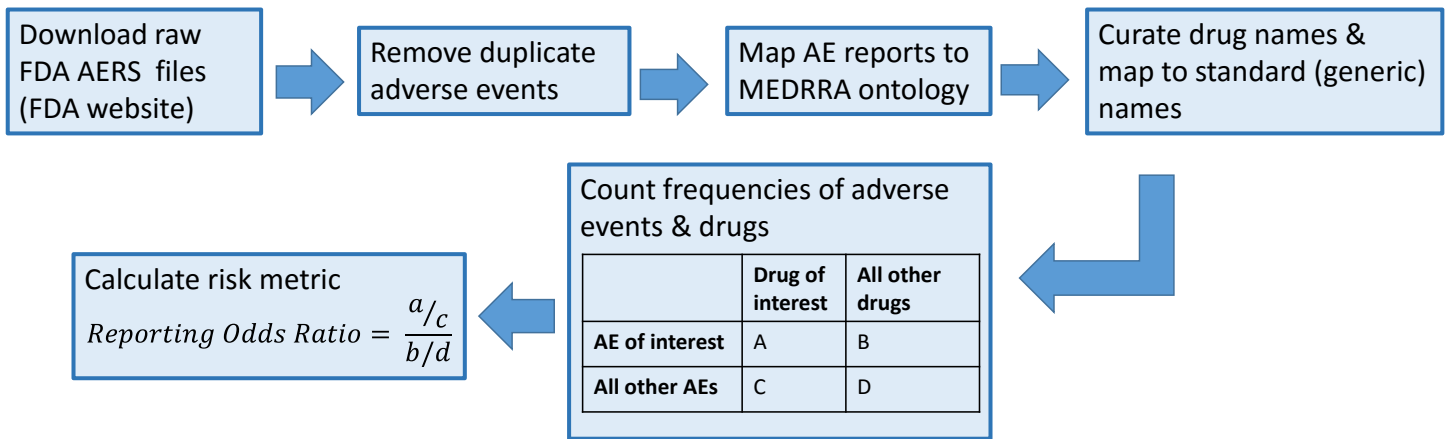 Download raw
FDA AERS files
(FDA website)
Remove duplicate
adverse events
Map AE reports to
MEDRRA ontology
Curate drug names &
map to standard (generic)
names
Count frequencies of adverse
events & drugs
Drug of
interest
All other
drugs
AE of interest
A
B
All other AEs
C
D
Calculate risk metric
Reporting Odds Ratio = a/c
b/d